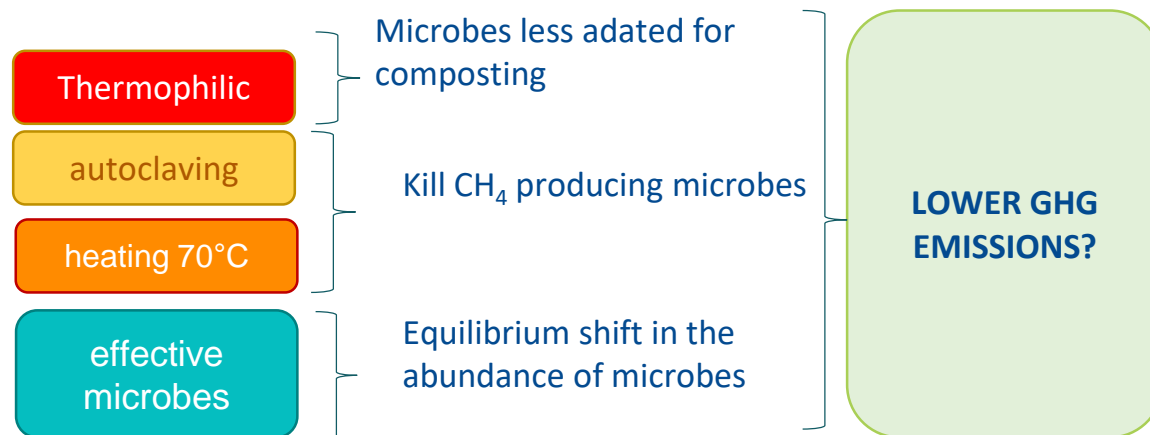 Thermophilic
Microbes less adated for
composting
autoclaving
heating 70°C
Kill CH₄ producing microbes
effective
microbes
Equilibrium shift in the
abundance of microbes
LOWER GHG
EMISSIONS?